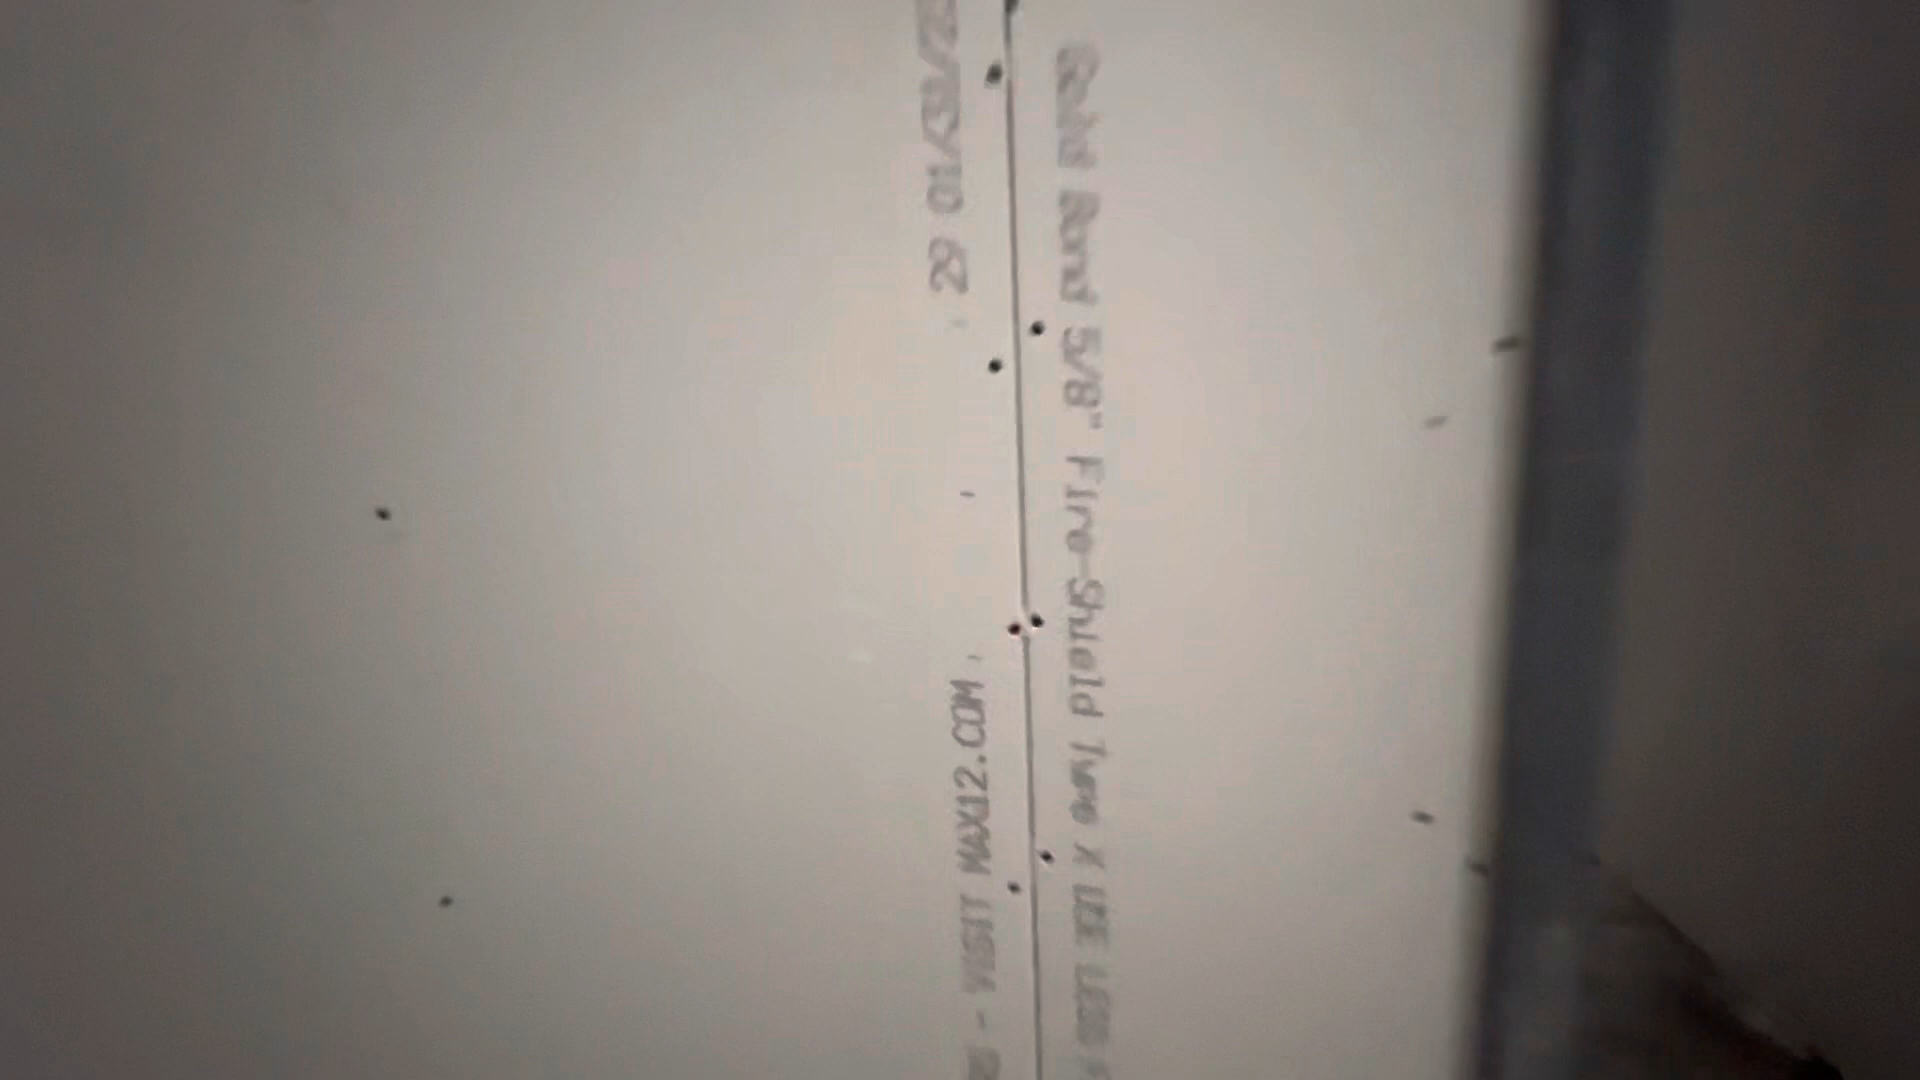 Gold Bond 5/8" Fire-Shield Type X
- VISIT MAX12.COM
29 01/